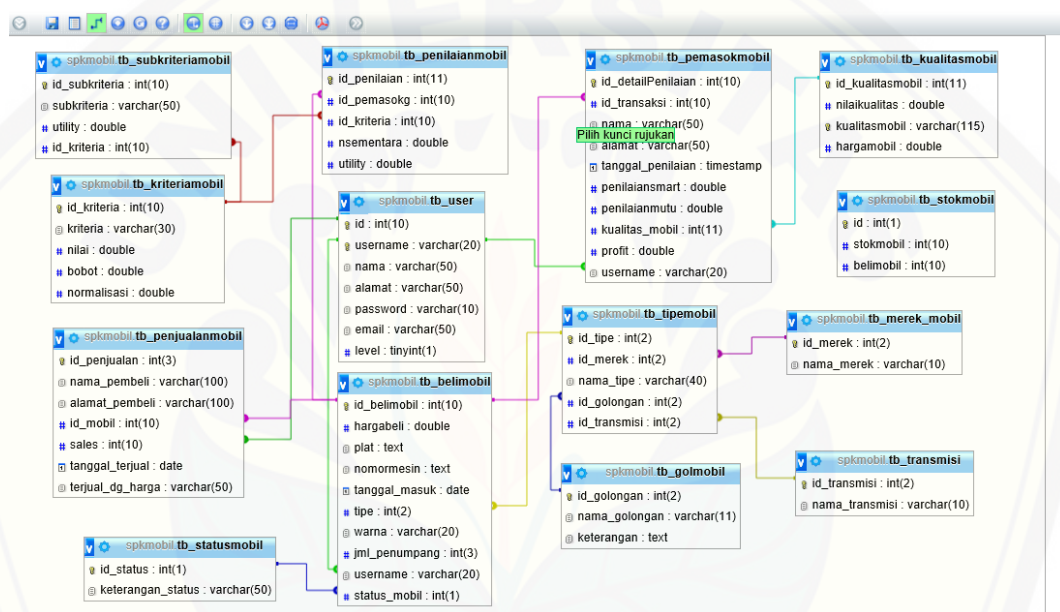 spkmobil.tb_subkriteriamobil
id_subkriteria : int(10)
subkriteria : varchar(50)
utility : double
id_kriteria : int(10)
spkmobil.tb_penilaianmobil
id_penilaian : int(11)
id_pemasokg : int(10)
id_kriteria : int(10)
nsementara : double
utility : double
spkmobil.tb_pemasokmobil
id_detailPenilaian : int(10)
id_transaksi : int(10)
nama : varchar(50)
Pilih kunci rujukan
alamat : varchar(50)
tanggal_penilaian : timestamp
penilaiansmart : double
penilaianmutu : double
kualitas_mobil : int(11)
profit : double
username : varchar(20)
spkmobil.tb_kualitasmobil
id_kualitasmobil : int(11)
nilaikualitas : double
kualitasmobil : varchar(115)
hargamobil : double
spkmobil.tb_kriteriamobil
id_kriteria : int(10)
kriteria : varchar(30)
nilai : double
bobot : double
normalisasi : double
spkmobil.tb_user
id : int(10)
username : varchar(20)
nama : varchar(50)
alamat : varchar(50)
password : varchar(10)
email : varchar(50)
level : tinyint(1)
spkmobil.tb_stokmobil
id : int(1)
stokmobil : int(10)
belimobil : int(10)
spkmobil.tb_penjualanmobil
id_penjualan : int(3)
nama_pembeli : varchar(100)
alamat_pembeli : varchar(100)
id_mobil : int(10)
sales : int(10)
tanggal_terjual : date
terjual_dg_harga : varchar(50)
spkmobil.tb_belimobil
id_belimobil : int(10)
hargabeli : double
plat : text
nomormesin : text
tanggal_masuk : date
tipe : int(2)
warna : varchar(20)
jml_penumpang : int(3)
username : varchar(20)
status_mobil : int(1)
spkmobil.tb_tipemobil
id_tipe : int(2)
id_merek : int(2)
nama_tipe : varchar(40)
id_golongan : int(2)
id_transmisi : int(2)
spkmobil.tb_merek_mobil
id_merek : int(2)
nama_merek : varchar(10)
spkmobil.tb_golmobil
id_golongan : int(2)
nama_golongan : varchar(11)
keterangan : text
spkmobil.tb_transmisi
id_transmisi : int(2)
nama_transmisi : varchar(10)
spkmobil.tb_statusmobil
id_status : int(1)
keterangan_status : varchar(50)